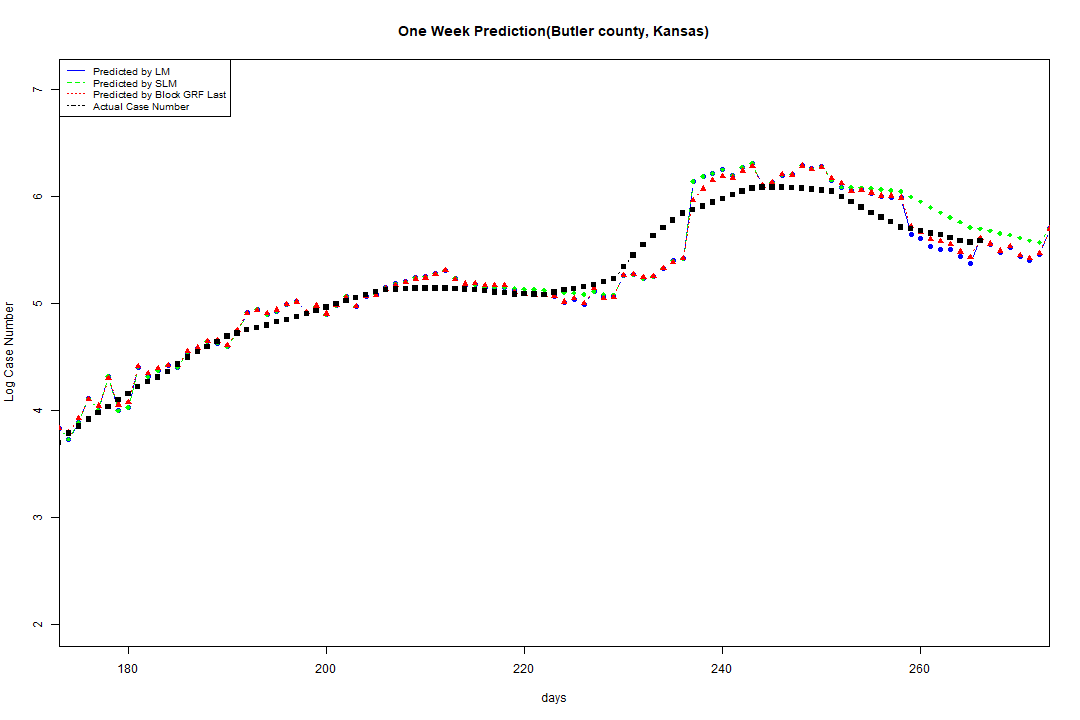 One Week Prediction(Butler county, Kansas)
Predicted by LM
Predicted by SLM
Predicted by Block GRF Last
Actual Case Number
7
6
5
4
3
2
Log Case Number
180 200 220 240 260
days